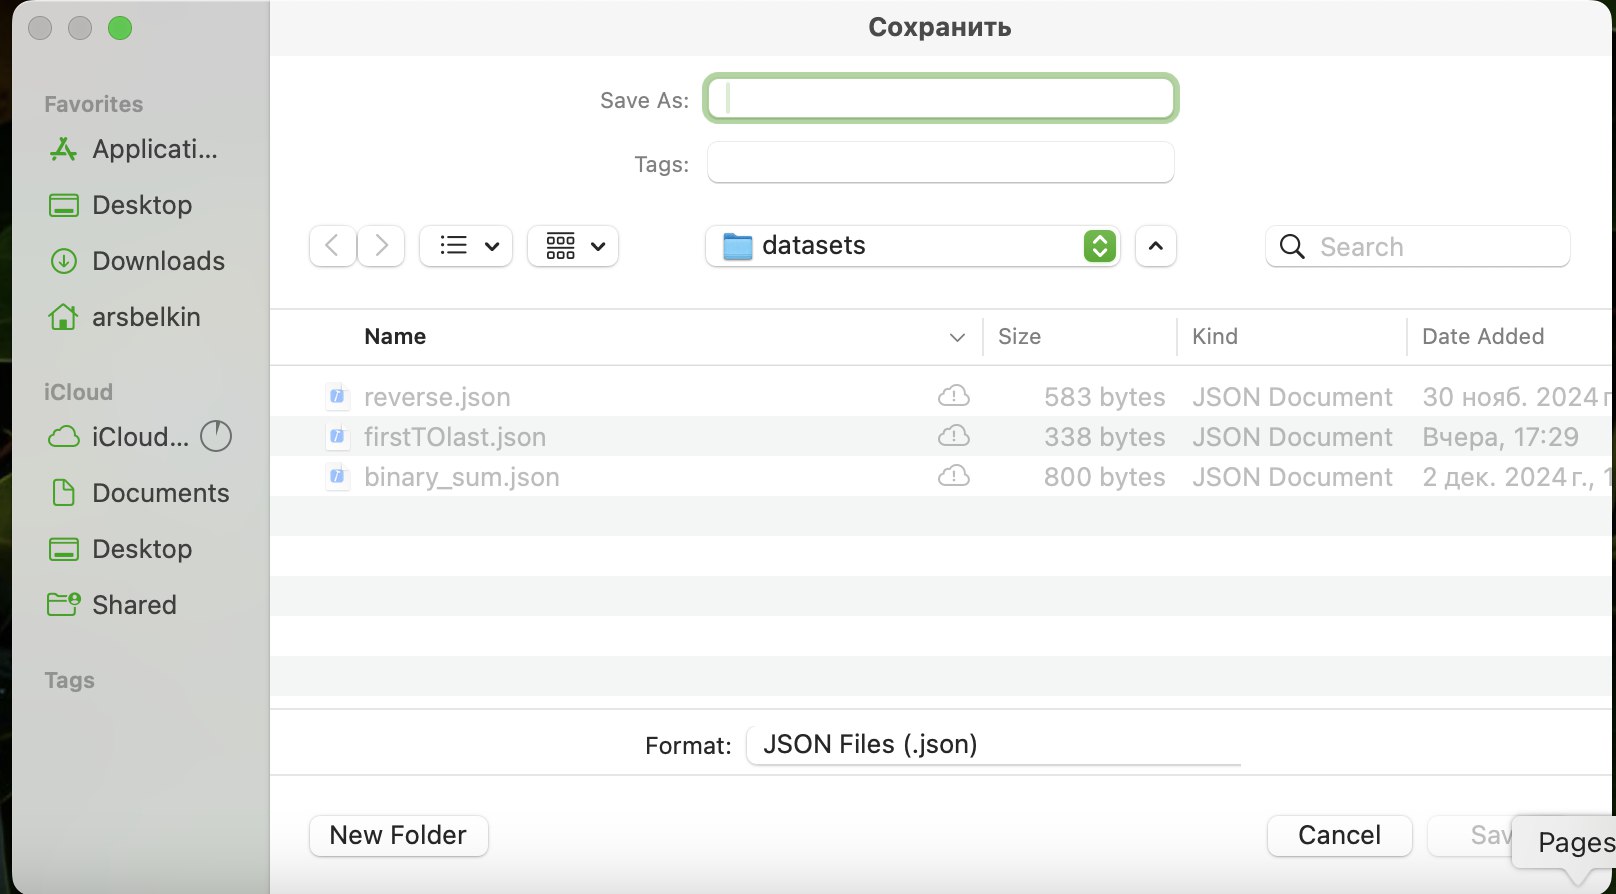 Сохранить
Save As:
Tags:
Favorites
Applicati...
Desktop
Downloads
arsbelkin
iCloud
iCloud...
Documents
Desktop
Shared
Tags
datasets
Search
Name Size Kind Date Added
reverse.json 583 bytes JSON Document 30 нояб. 2024 г
firstTOlast.json 338 bytes JSON Document Вчера, 17:29
binary_sum.json 800 bytes JSON Document 2 дек. 2024 г., 1
Format: JSON Files (.json)
New Folder
Cancel
Sav
Pages